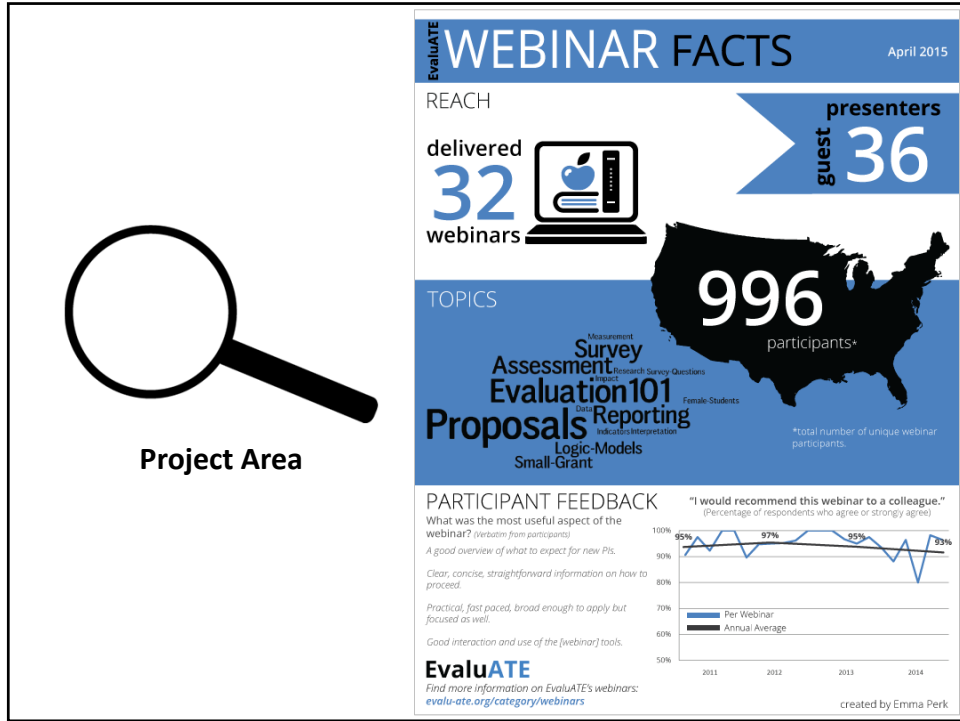 Project Area
EvaluATE
WEBINAR FACTS
April 2015
REACH
delivered
32
webinars
guest
presenters
36
996
participants*
*total number of unique webinar
participants.
TOPICS
Measurement
Survey
Assessment
Research Survey-Questions
Impact
Evaluation101
Female-Students
Data
Proposals
Reporting
Indicators Interpretation
Logic-Models
Small-Grant
PARTICIPANT FEEDBACK
What was the most useful aspect of the
webinar? (Verbatim from participants)
A good overview of what to expect for new PIs.
Clear, concise, straightforward information on how to
proceed.
Practical, fast paced, broad enough to apply but
focused as well.
Good interaction and use of the [webinar] tools.
"I would recommend this webinar to a colleague."
(Percentage of respondents who agree or strongly agree)
100%
90%
80%
70%
60%
50%
95%
97%
95%
93%
Per Webinar
Annual Average
2011
2012
2013
2014
EvaluATE
Find more information on EvaluATE's webinars:
evalu-ate.org/category/webinars
created by Emma Perk